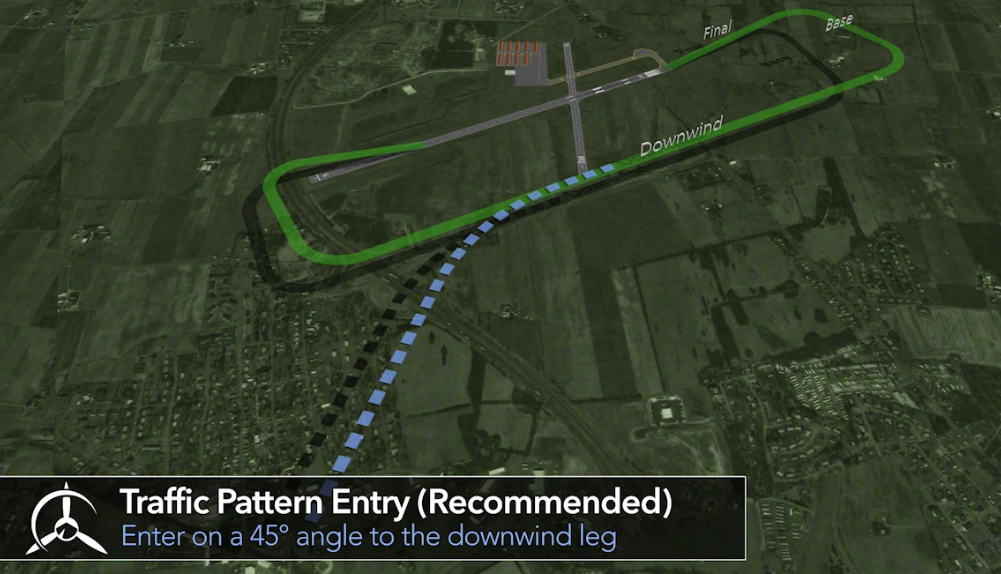 Final
Base
Downwind
Traffic Pattern Entry (Recommended)
Enter on a 45° angle to the downwind leg